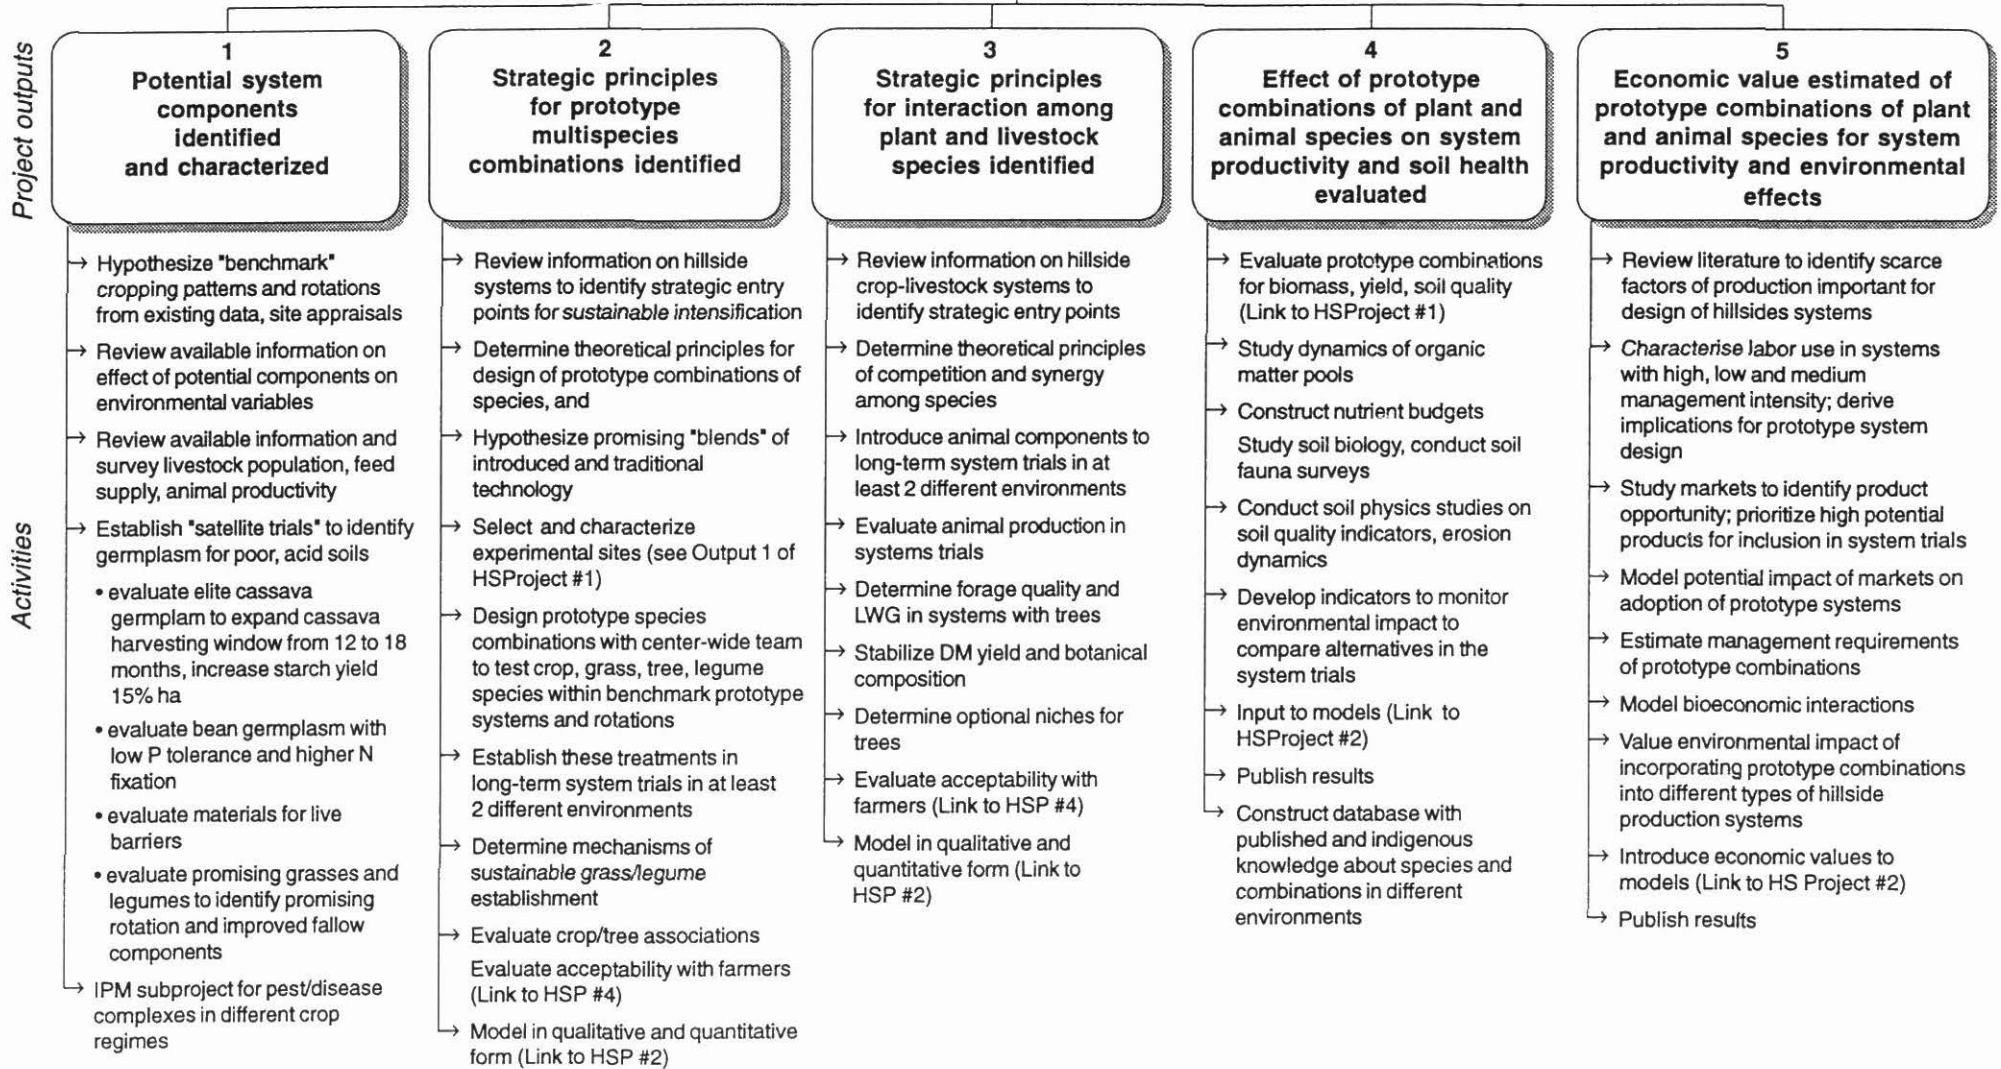 Project outputs
1
Potential system
components
identified
and characterized
2
Strategic principles
for prototype
multispecies
combinations identified
3
Strategic principles
for interaction among
plant and livestock
species identified
4
Effect of prototype
combinations of plant and
animal species on system
productivity and soil health
evaluated
5
Economic value estimated of
prototype combinations of plant
and animal species for system
productivity and environmental
effects
Activities
Hypothesize "benchmark"
cropping patterns and rotations
from existing data, site appraisals
Review available information on
effect of potential components on
environmental variables
Review available information and
survey livestock population, feed
supply, animal productivity
Establish "satellite trials" to identify
germplasm for poor, acid soils
• evaluate elite cassava
germplam to expand cassava
harvesting window from 12 to 18
months, increase starch yield
15% ha
• evaluate bean germplasm with
low P tolerance and higher N
fixation
• evaluate materials for live
barriers
• evaluate promising grasses and
legumes to identify promising
rotation and improved fallow
components
IPM subproject for pest/disease
complexes in different crop
regimes
Review information on hillside
systems to identify strategic entry
points for sustainable intensification
Determine theoretical principles for
design of prototype combinations of
species, and
Hypothesize promising "blends" of
introduced and traditional
technology
Select and characterize
experimental sites (see Output 1 of
HSProject #1)
Design prototype species
combinations with center-wide team
to test crop, grass, tree, legume
species within benchmark prototype
systems and rotations
Establish these treatments in
long-term system trials in at least
2 different environments
Determine mechanisms of
sustainable grass/legume
establishment
Evaluate crop/tree associations
Evaluate acceptability with farmers
(Link to HSP #4)
Model in qualitative and quantitative
form (Link to HSP #2)
Review information on hillside
crop-livestock systems to
identify strategic entry points
Determine theoretical principles
of competition and synergy
among species
Introduce animal components to
long-term system trials in at
least 2 different environments
Evaluate animal production in
systems trials
Determine forage quality and
LWG in systems with trees
Stabilize DM yield and botanical
composition
Determine optional niches for
trees
Evaluate acceptability with
farmers (Link to HSP #4)
Model in qualitative and
quantitative form (Link to
HSP #2)
Evaluate prototype combinations
for biomass, yield, soil quality
(Link to HSProject #1)
Study dynamics of organic
matter pools
Construct nutrient budgets
Study soil biology, conduct soil
fauna surveys
Conduct soil physics studies on
soil quality indicators, erosion
dynamics
Develop indicators to monitor
environmental impact to
compare alternatives in the
system trials
Input to models (Link to
HSProject #2)
Publish results
Construct database with
published and indigenous
knowledge about species and
combinations in different
environments
Review literature to identify scarce
factors of production important for
design of hillsides systems
Characterise labor use in systems
with high, low and medium
management intensity; derive
implications for prototype system
design
Study markets to identify product
opportunity; prioritize high potential
products for inclusion in system trials
Model potential impact of markets on
adoption of prototype systems
Estimate management requirements
of prototype combinations
Model bioeconomic interactions
Value environmental impact of
incorporating prototype combinations
into different types of hillside
production systems
Introduce economic values to
models (Link to HS Project #2)
Publish results